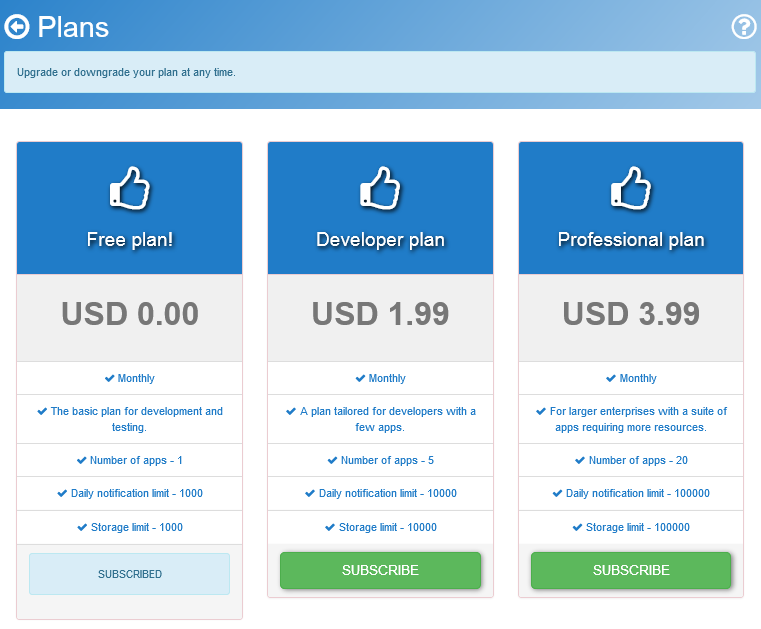 Plans
Upgrade or downgrade your plan at any time.
Free plan!
USD 0.00
Monthly
The basic plan for development and
testing.
Number of apps - 1
Daily notification limit - 1000
Storage limit - 1000
SUBSCRIBED
Developer plan
USD 1.99
Monthly
A plan tailored for developers with a
few apps.
Number of apps - 5
Daily notification limit - 10000
Storage limit - 10000
SUBSCRIBE
Professional plan
USD 3.99
Monthly
For larger enterprises with a suite of
apps requiring more resources.
Number of apps - 20
Daily notification limit - 100000
Storage limit - 100000
SUBSCRIBE